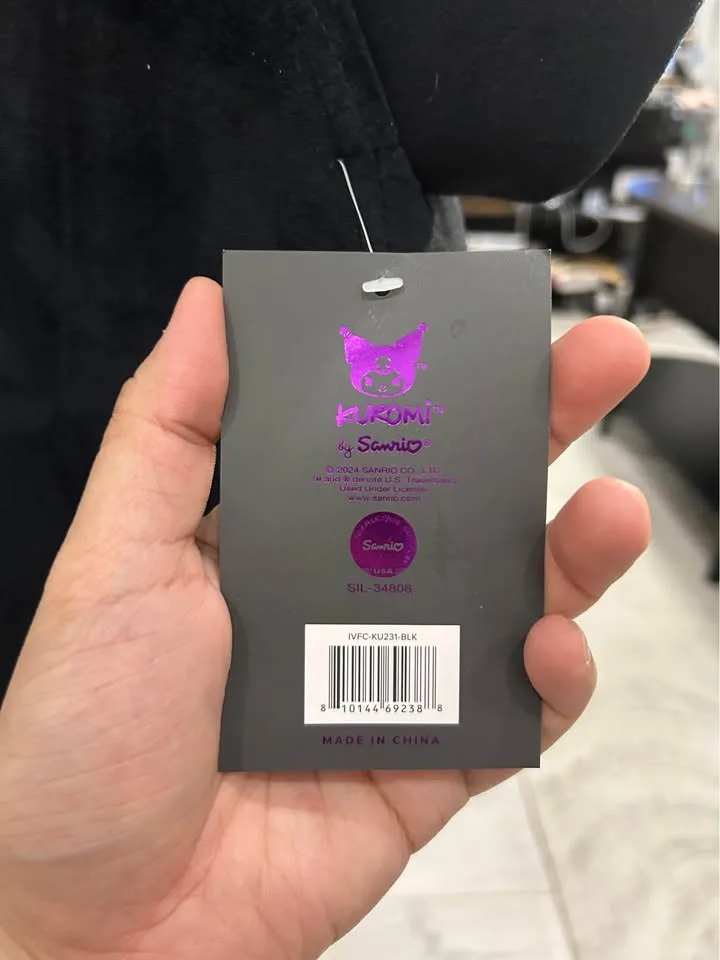 KUROMI™
by Sanrio®
© 2024 SANRIO CO., LTD.
™ and ® denote U.S. Trademarks
Used Under License
www.sanrio.com
Sanrio
USA
SIL-34808
IVFC-KU231-BLK
8 10144 69238 8
MADE IN CHINA